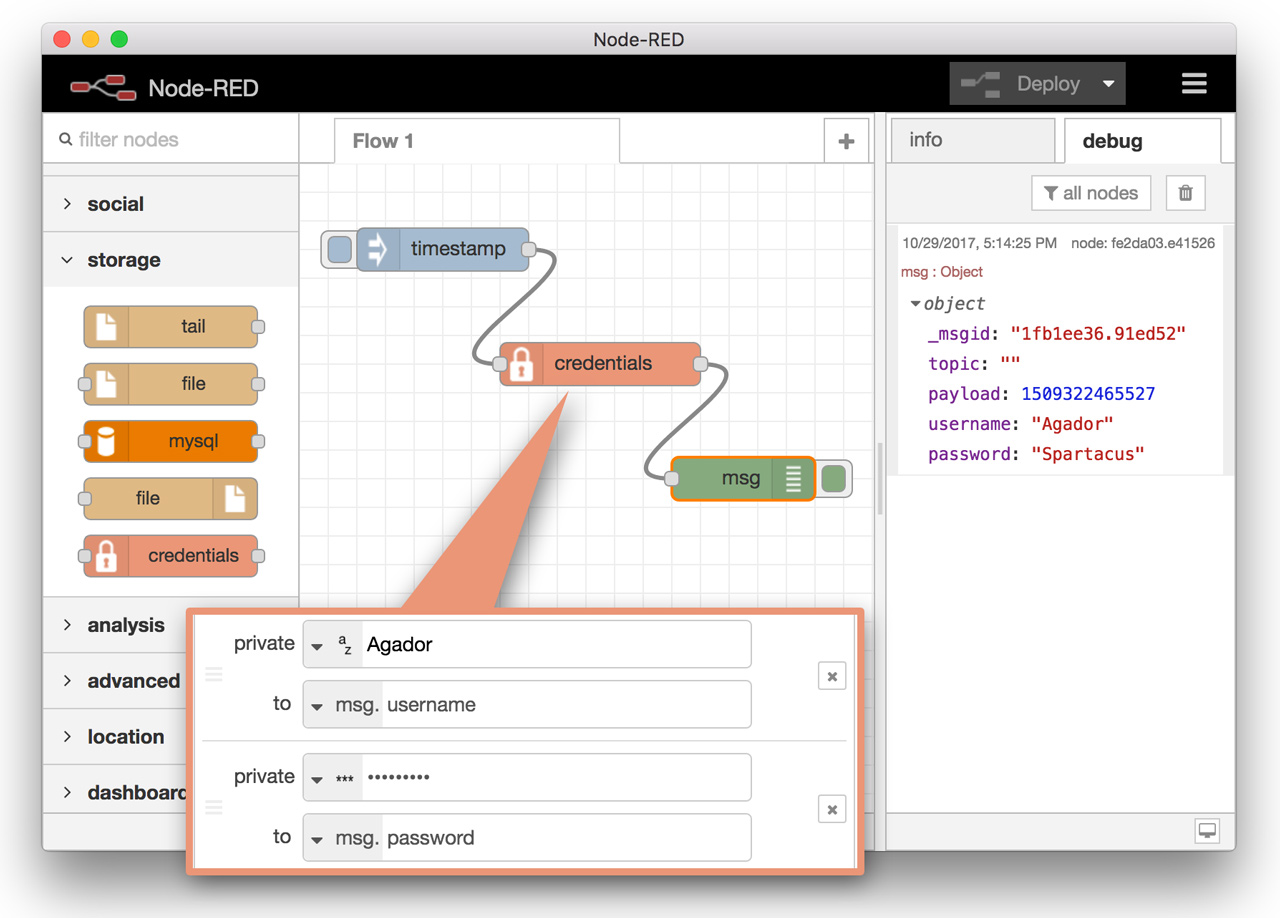 Node-RED
Node-RED
Deploy
filter nodes
social
storage
tail
file
mysql
file
credentials
analysis
advanced
location
dashboard
Flow 1
+
timestamp
credentials
msg
info
debug
all nodes
10/29/2017, 5:14:25 PM node: fe2da03.e41526
msg : Object
object
_msgid: "1fb1ee36.91ed52"
topic: ""
payload: 1509322465527
username: "Agador"
password: "Spartacus"
private a z Agador
to msg. username
private *** •••••••••
to msg. password